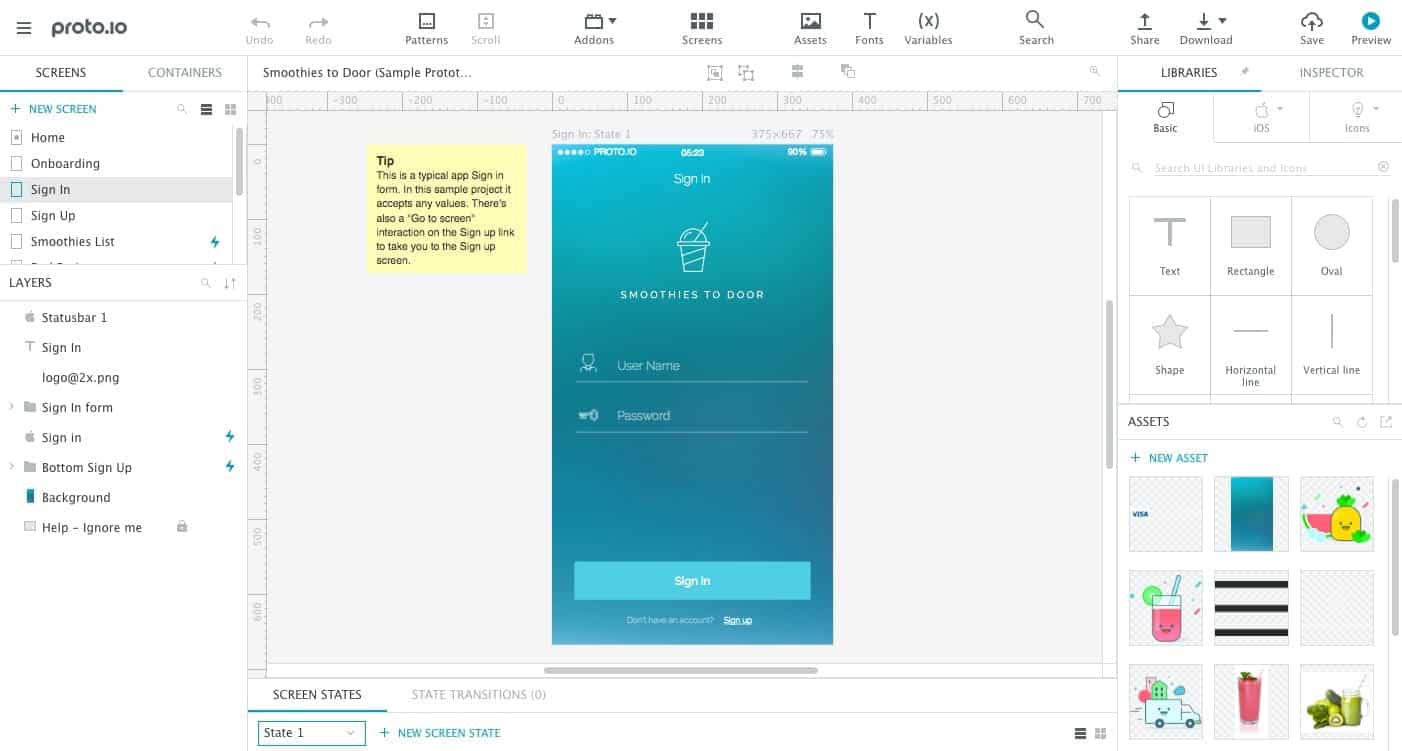 proto.io
Undo
Redo
Patterns
Scroll
Addons
Screens
Assets
Fonts
(x)
Variables
Search
Share
Download
Save
Preview
SCREENS
CONTAINERS
+ NEW SCREEN
Home
Onboarding
Sign In
Sign Up
Smoothies List
LAYERS
Statusbar 1
Sign In
logo@2x.png
Sign In form
Sign in
Bottom Sign Up
Background
Help - Ignore me
Smoothies to Door (Sample Protot...
-300 -200 -100 0 100 200 300 400 500 600 700
0
100
200
300
400
500
600
Tip
This is a typical app Sign in
form. In this sample project it
accepts any values. There's
also a "Go to screen"
interaction on the Sign up link
to take you to the Sign up
screen.
Sign In: State 1
375×667 75%
PROTO.IO 05:23 90%
Sign In
SMOOTHIES TO DOOR
User Name
Password
Sign In
Don't have an account? Sign up
SCREEN STATES
STATE TRANSITIONS (0)
State 1
+ NEW SCREEN STATE
LIBRARIES
INSPECTOR
Basic
iOS
Icons
Search UI Libraries and Icons
Text
Rectangle
Oval
Shape
Horizontal
line
Vertical line
ASSETS
+ NEW ASSET
VISA